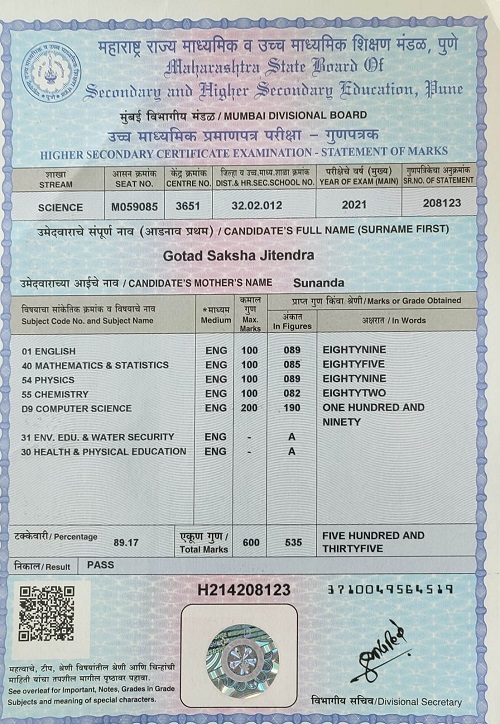 महाराष्ट्र राज्य माध्यमिक व उच्च माध्यमिक शिक्षण मंडळ, पुणे
Maharashtra State Board Of
Secondary and Higher Secondary Education, Pune
मुंबई विभागीय मंडळ / MUMBAI DIVISIONAL BOARD
उच्च माध्यमिक प्रमाणपत्र परीक्षा – गुणपत्रक
HIGHER SECONDARY CERTIFICATE EXAMINATION - STATEMENT OF MARKS
शाखा आसन क्रमांक केंद्र क्रमांक जिल्हा व उच्च.माध्य.शाळा क्रमांक परीक्षेचे वर्ष (मुख्य) गुणपत्रिकेचा अनुक्रमांक
STREAM SEAT NO. CENTRE NO. DIST.& HR.SEC.SCHOOL NO. YEAR OF EXAM (MAIN) SR.NO. OF STATEMENT
SCIENCE M059085 3651 32.02.012 2021 208123
उमेदवाराचे संपूर्ण नाव (आडनाव प्रथम) / CANDIDATE'S FULL NAME (SURNAME FIRST)
Gotad Saksha Jitendra
उमेदवाराच्या आईचे नाव / CANDIDATE'S MOTHER'S NAME Sunanda
विषयाचा सांकेतिक क्रमांक व विषयाचे नाव
Subject Code No. and Subject Name
*माध्यम
Medium
कमाल
गुण
Max.
Marks
प्राप्त गुण किंवा श्रेणी/Marks or Grade Obtained
अंकात
In Figures
अक्षरात / In Words
01 ENGLISH ENG 100 089 EIGHTYNINE
40 MATHEMATICS & STATISTICS ENG 100 085 EIGHTYFIVE
54 PHYSICS ENG 100 089 EIGHTYNINE
55 CHEMISTRY ENG 100 082 EIGHTYTWO
D9 COMPUTER SCIENCE ENG 200 190 ONE HUNDRED AND
NINETY
31 ENV. EDU. & WATER SECURITY ENG - A
30 HEALTH & PHYSICAL EDUCATION ENG - A
टक्केवारी/ Percentage 89.17
एकूण गुण /
Total Marks
600 535
FIVE HUNDRED AND
THIRTYFIVE
निकाल/ Result PASS
H214208123 3710049564519
महत्वाचे, टीप, श्रेणी विषयांतील श्रेणी आणि चिन्हांची
माहिती यांचा तपशील मागील पृष्ठावर पहावा.
See overleaf for Important, Notes, Grades in Grade
Subjects and meaning of special characters.
विभागीय सचिव/Divisional Secretary